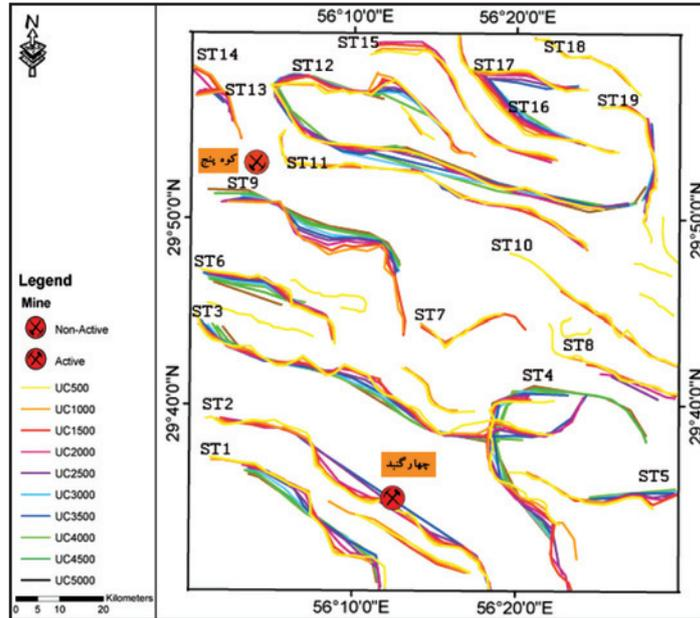 N
56°10'0"E
56°20'0"E
ST14
ST15
ST18
ST12
ST17
ST13
ST16
ST19
کوه پنج
ST11
ST9
29°50'0"N
29°50'0"N
ST10
ST6
Legend
Mine
Non-Active
Active
UC500
UC1000
UC1500
UC2000
UC2500
UC3000
UC3500
UC4000
UC4500
UC5000
Kilometers
0 5 10 20
ST3
ST7
ST8
ST4
29°40'0"N
29°40'0"N
ST2
چهار گنبد
ST1
ST5
56°10'0"E
56°20'0"E